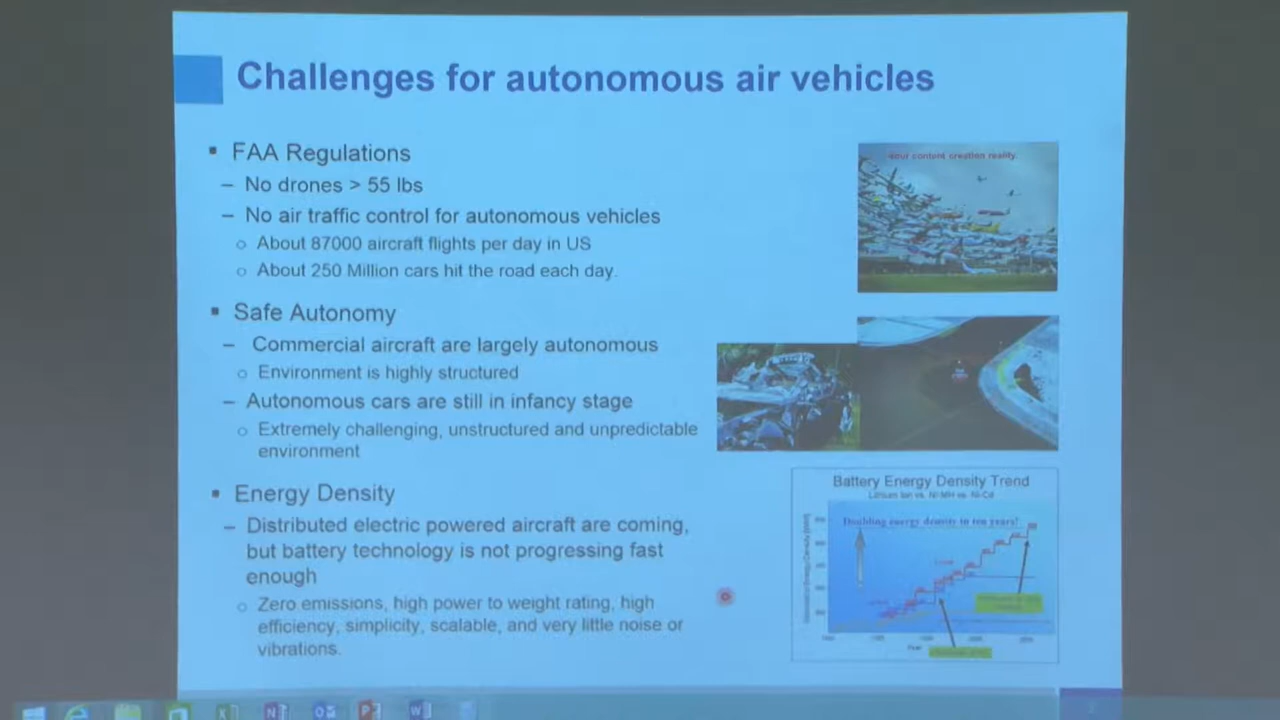 Challenges for autonomous air vehicles
▪ FAA Regulations
– No drones > 55 lbs
– No air traffic control for autonomous vehicles
○ About 87000 aircraft flights per day in US
○ About 250 Million cars hit the road each day.
▪ Safe Autonomy
– Commercial aircraft are largely autonomous
○ Environment is highly structured
– Autonomous cars are still in infancy stage
○ Extremely challenging, unstructured and unpredictable
environment
▪ Energy Density
– Distributed electric powered aircraft are coming,
but battery technology is not progressing fast
enough
○ Zero emissions, high power to weight rating, high
efficiency, simplicity, scalable, and very little noise or
vibrations.
Your content creation reality.
Battery Energy Density Trend
Lithium Ion vs. Ni-MH vs. Ni-Cd
Doubling energy density in ten years!
Year